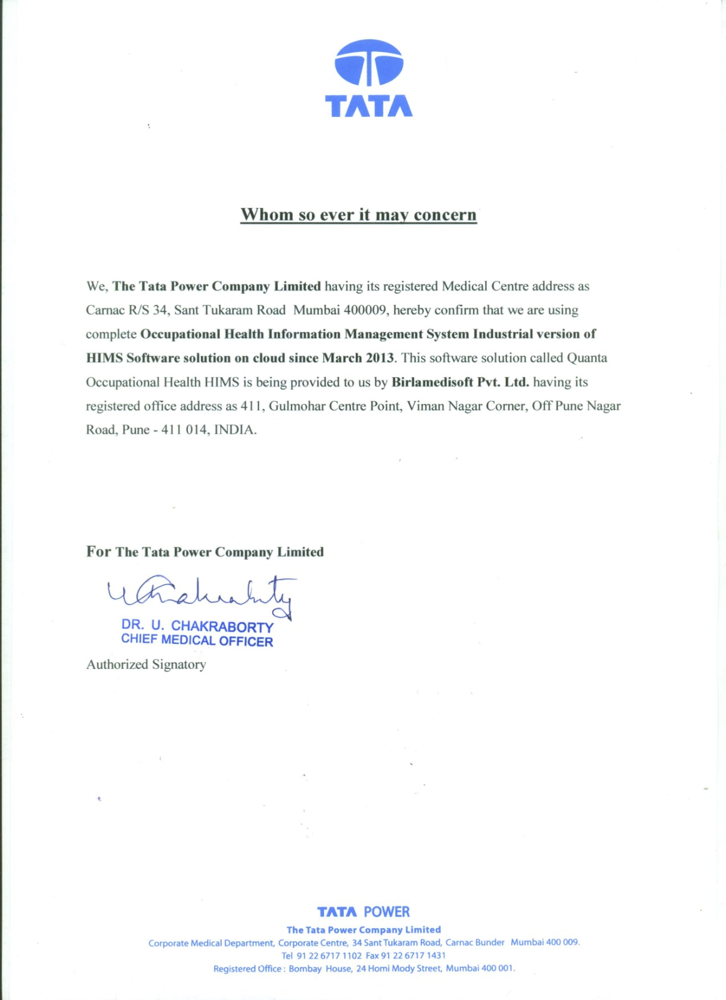 TATA
Whom so ever it may concern
We, The Tata Power Company Limited having its registered Medical Centre address as
Carnac R/S 34, Sant Tukaram Road Mumbai 400009, hereby confirm that we are using
complete Occupational Health Information Management System Industrial version of
HIMS Software solution on cloud since March 2013. This software solution called Quanta
Occupational Health HIMS is being provided to us by Birlamedisoft Pvt. Ltd. having its
registered office address as 411, Gulmohar Centre Point, Viman Nagar Corner, Off Pune Nagar
Road, Pune - 411 014, INDIA.
For The Tata Power Company Limited
U Chakraborty
DR. U. CHAKRABORTY
CHIEF MEDICAL OFFICER
Authorized Signatory
TATA POWER
The Tata Power Company Limited
Corporate Medical Department, Corporate Centre, 34 Sant Tukaram Road, Carnac Bunder Mumbai 400 009.
Tel 91 22 6717 1102 Fax 91 22 6717 1431
Registered Office : Bombay House, 24 Homi Mody Street, Mumbai 400 001.